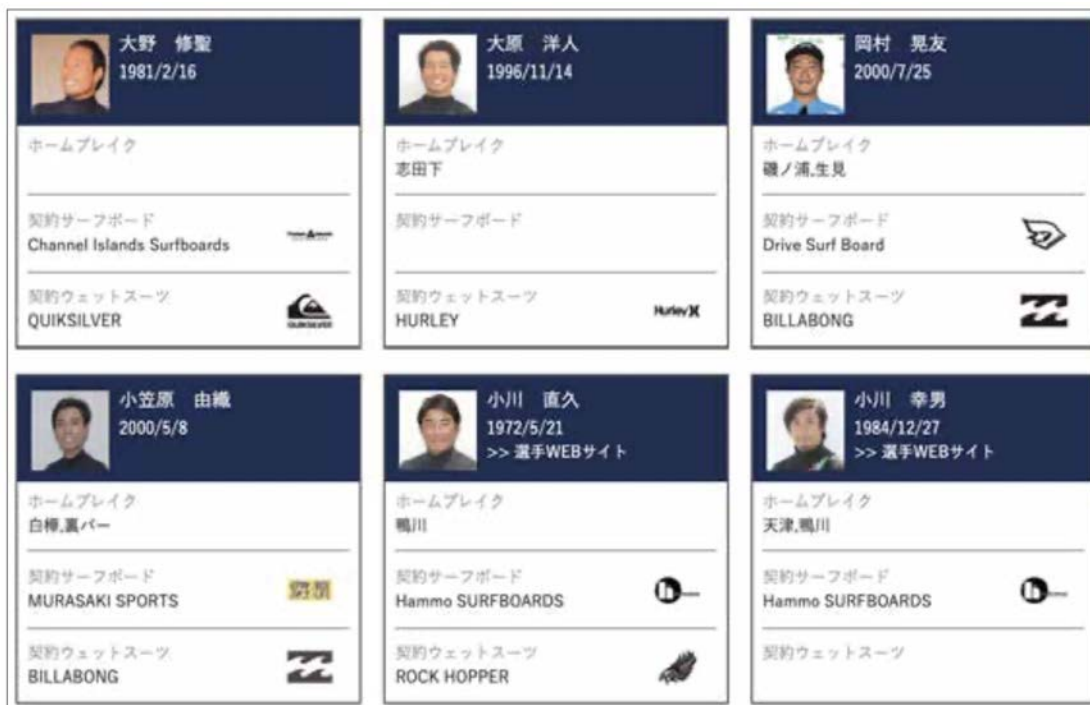 大野　修聖
1981/2/16
ホームブレイク
契約サーフボード
Channel Islands Surfboards
契約ウェットスーツ
QUIKSILVER
QUIKSILVER
大原　洋人
1996/11/14
ホームブレイク
志田下
契約サーフボード
契約ウェットスーツ
HURLEY
Hurley
岡村　晃友
2000/7/25
ホームブレイク
磯ノ浦,生見
契約サーフボード
Drive Surf Board
契約ウェットスーツ
BILLABONG
小笠原　由織
2000/5/8
ホームブレイク
白樺,裏バー
契約サーフボード
MURASAKI SPORTS
契約ウェットスーツ
BILLABONG
小川　直久
1972/5/21
>> 選手WEBサイト
ホームブレイク
鴨川
契約サーフボード
Hammo SURFBOARDS
契約ウェットスーツ
ROCK HOPPER
小川　幸男
1984/12/27
>> 選手WEBサイト
ホームブレイク
天津,鴨川
契約サーフボード
Hammo SURFBOARDS
契約ウェットスーツ